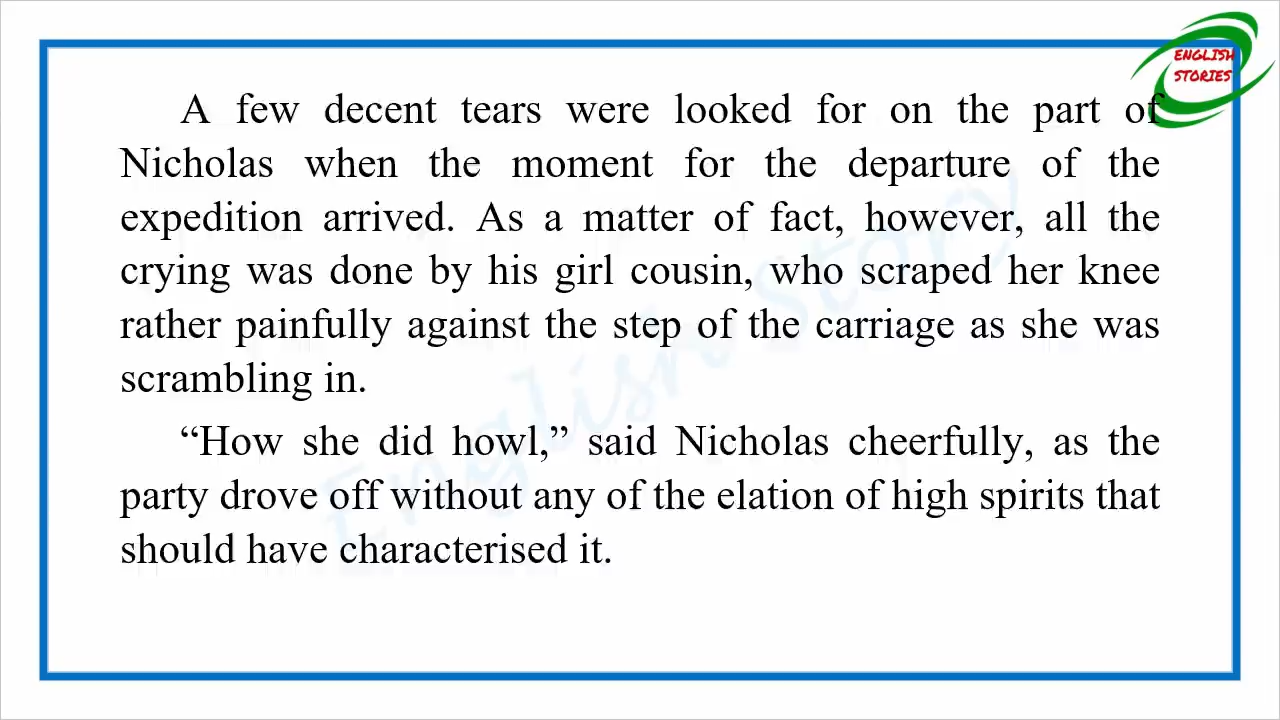 ENGLISH
STORIES
A few decent tears were looked for on the part of
Nicholas when the moment for the departure of the
expedition arrived. As a matter of fact, however, all the
crying was done by his girl cousin, who scraped her knee
rather painfully against the step of the carriage as she was
scrambling in.
“How she did howl,” said Nicholas cheerfully, as the
party drove off without any of the elation of high spirits that
should have characterised it.
English Story